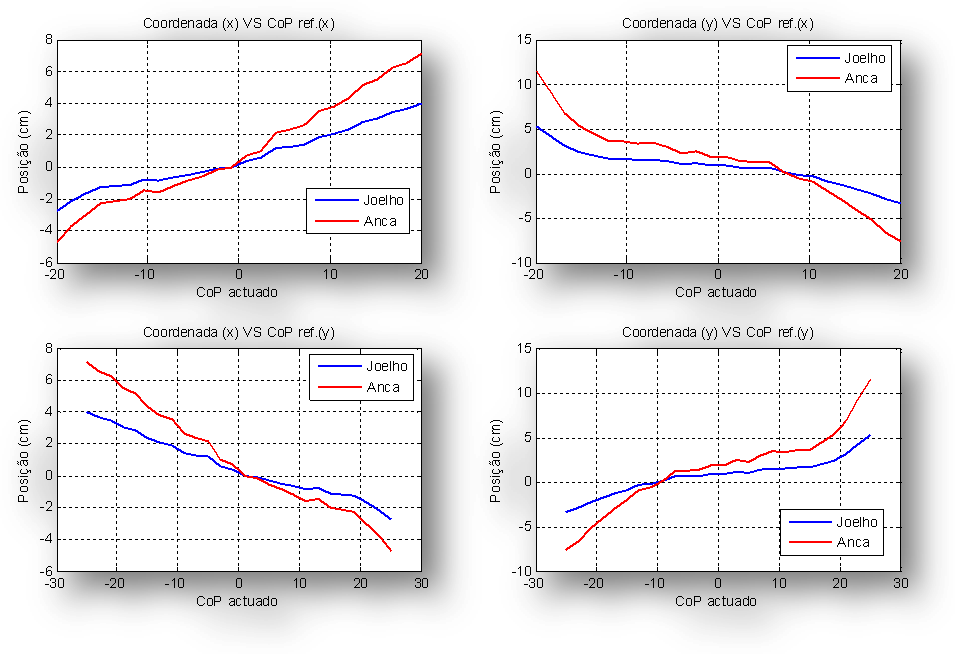 Coordenada (x) VS CoP ref.(x)
8
6
4
2
0
-2
-4
-6
-20
-10
0
10
20
Posição (cm)
CoP actuado
Joelho
Anca
Coordenada (y) VS CoP ref.(x)
15
10
5
0
-5
-10
-20
-10
0
10
20
Posição (cm)
CoP actuado
Joelho
Anca
Coordenada (x) VS CoP ref.(y)
8
6
4
2
0
-2
-4
-6
-30
-20
-10
0
10
20
30
Posição (cm)
CoP actuado
Joelho
Anca
Coordenada (y) VS CoP ref.(y)
15
10
5
0
-5
-10
-30
-20
-10
0
10
20
30
Posição (cm)
CoP actuado
Joelho
Anca